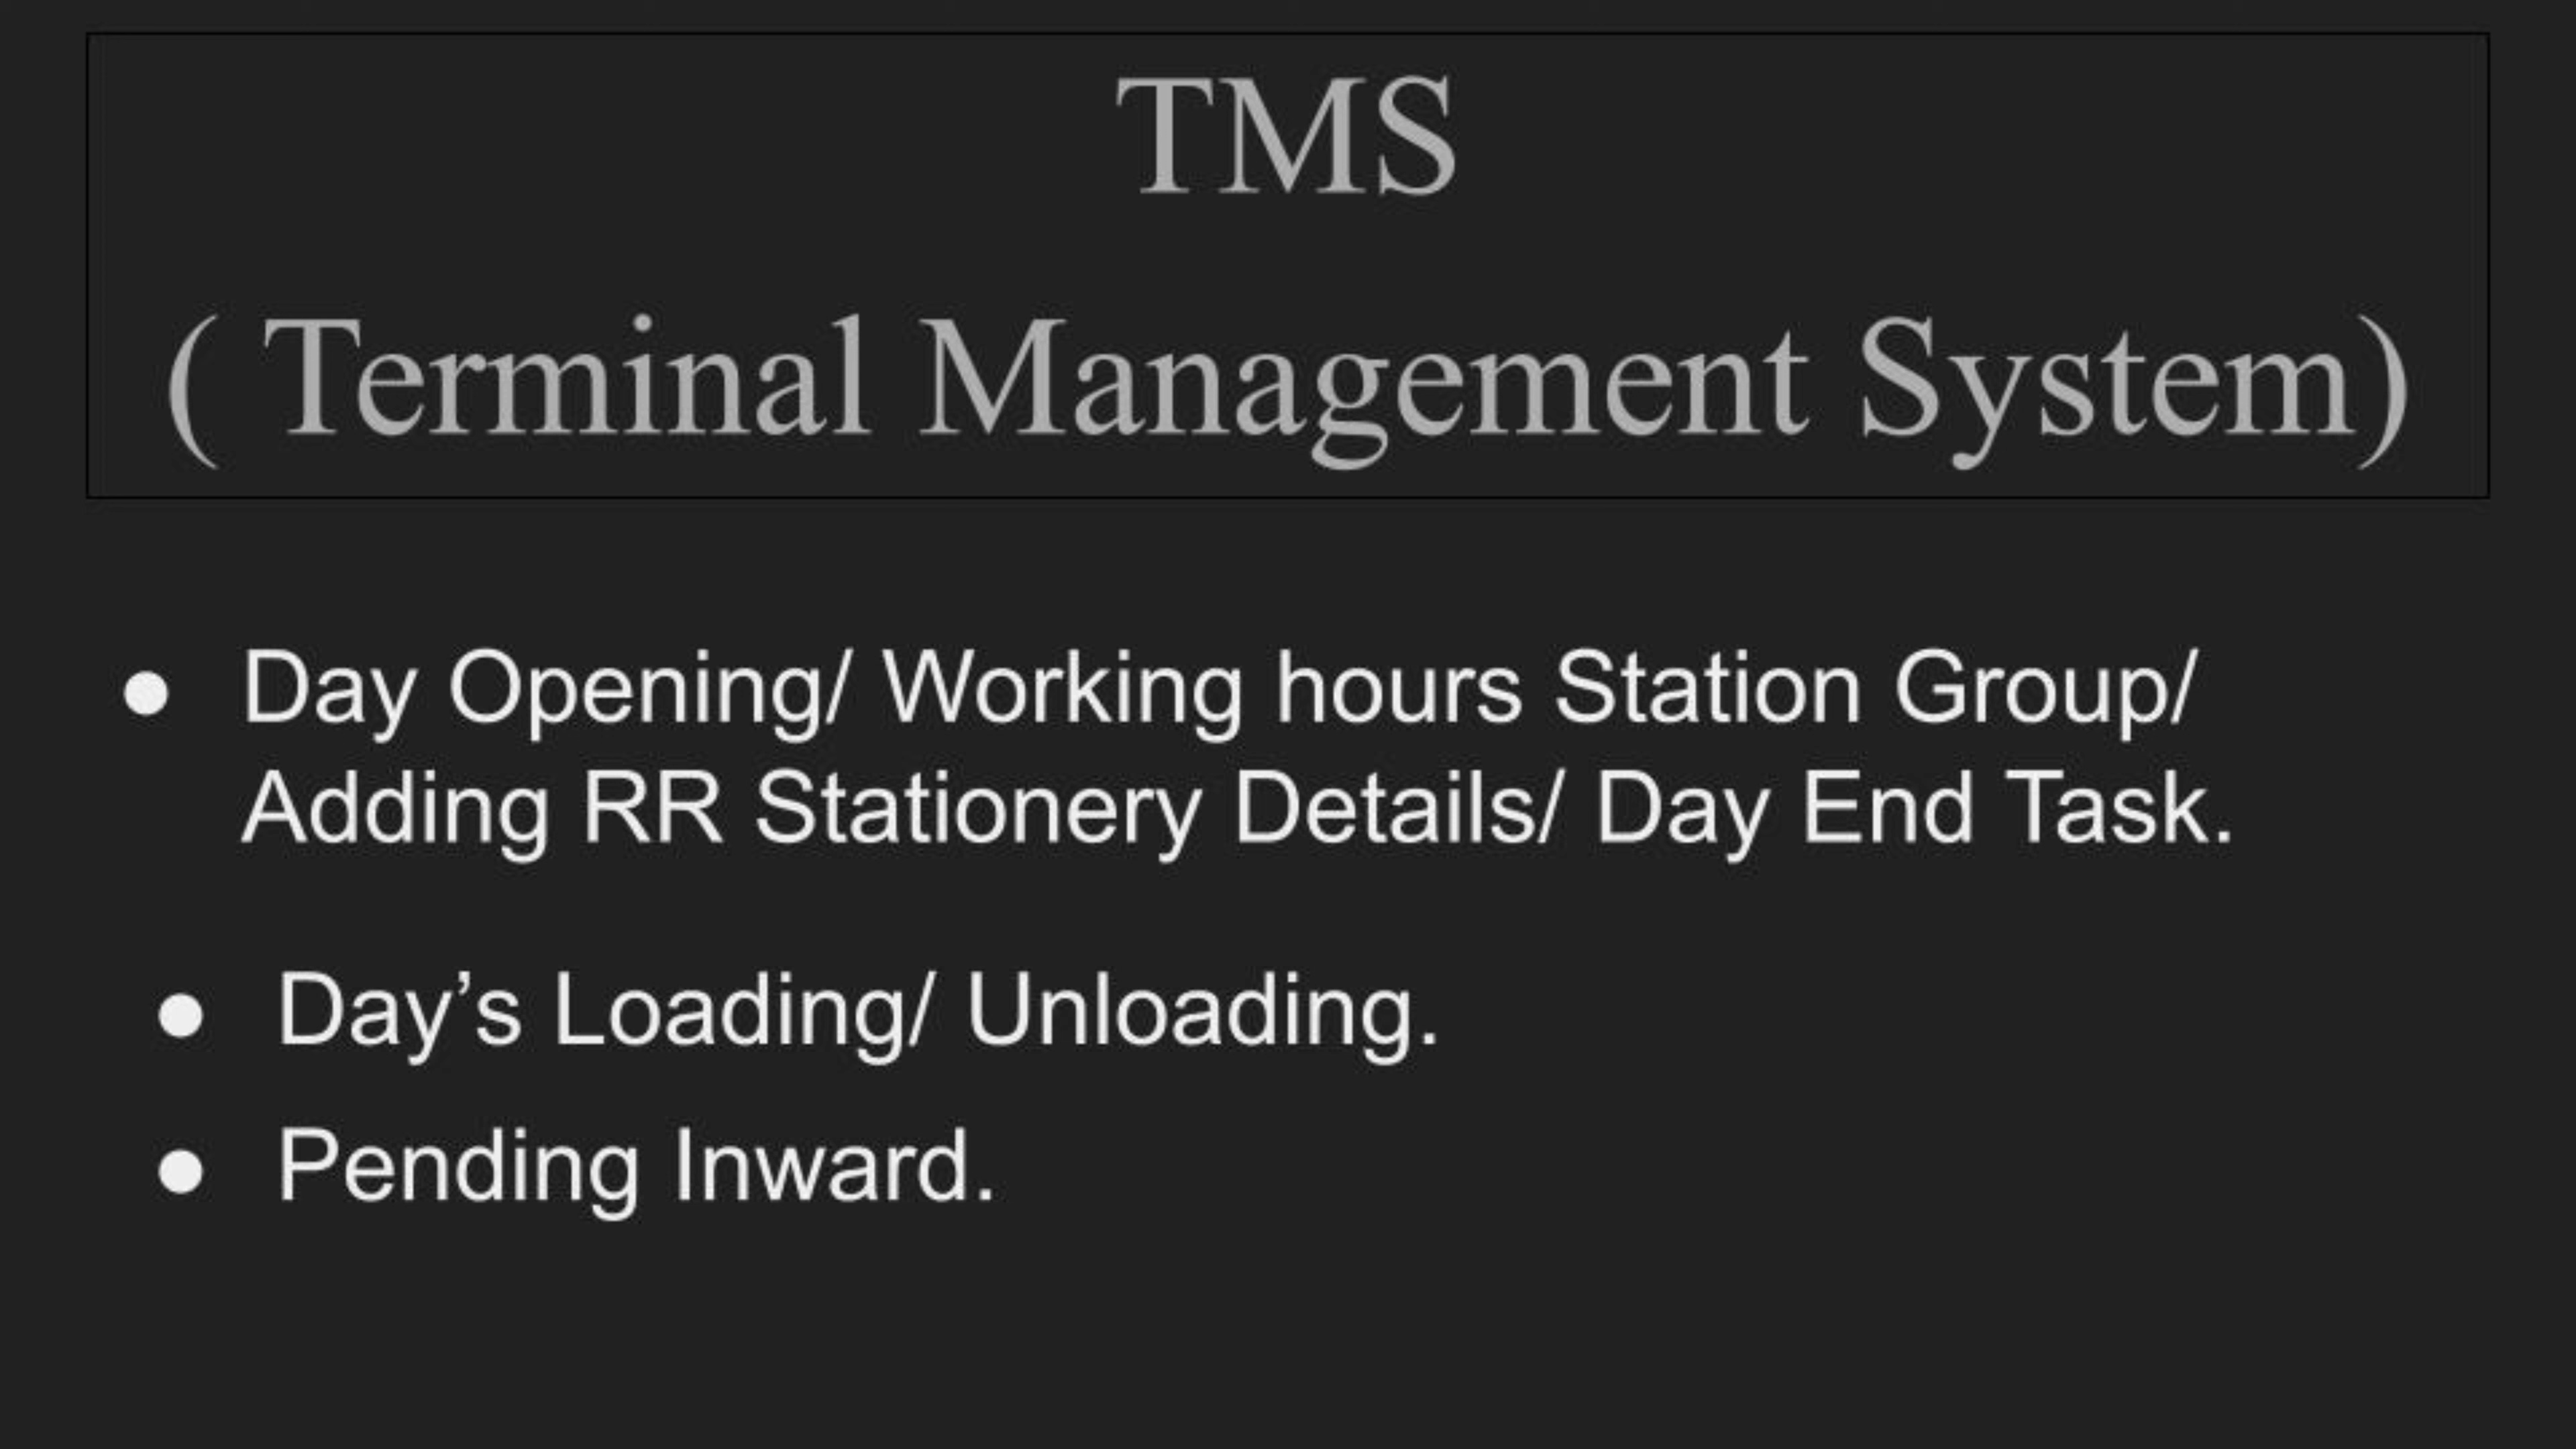 TMS
( Terminal Management System)
● Day Opening/ Working hours Station Group/
Adding RR Stationery Details/ Day End Task.
● Day’s Loading/ Unloading.
● Pending Inward.